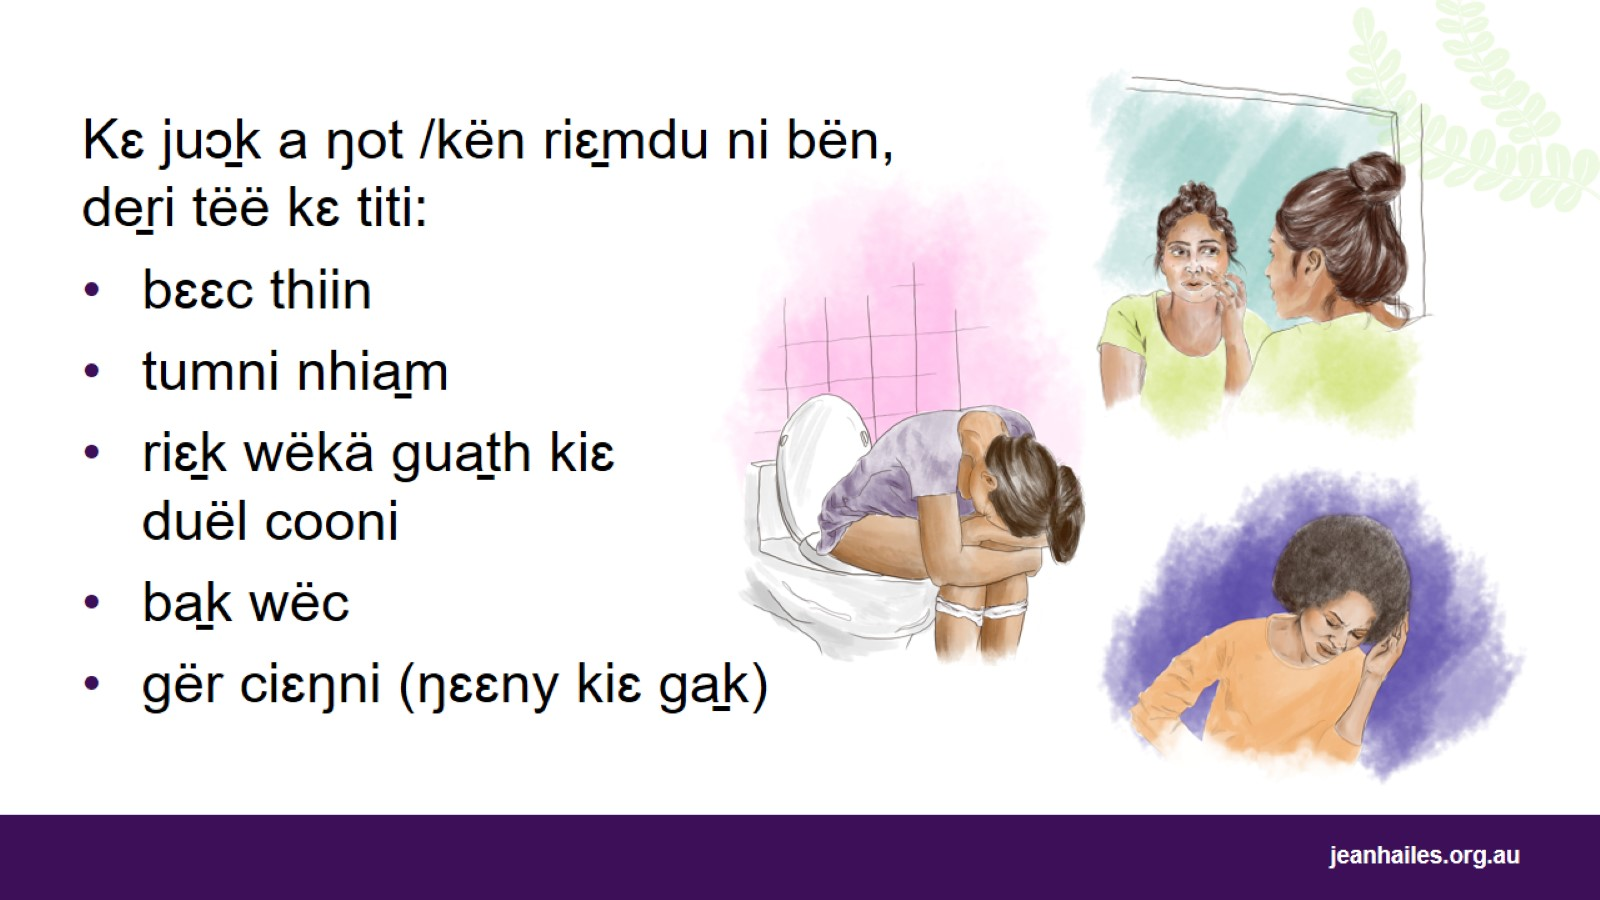 Kɛ juɔ̱k a ŋot /kën riɛ̱mdu ni bën,
de̱ri tëë kɛ titi:
• bɛɛc thiin
• tumni nhia̱m
• riɛ̱k wëkä gua̱th kiɛ
duël cooni
• ba̱k wëc
• gër ciɛŋni (ŋɛɛny kiɛ ga̱k)
jeanhailes.org.au